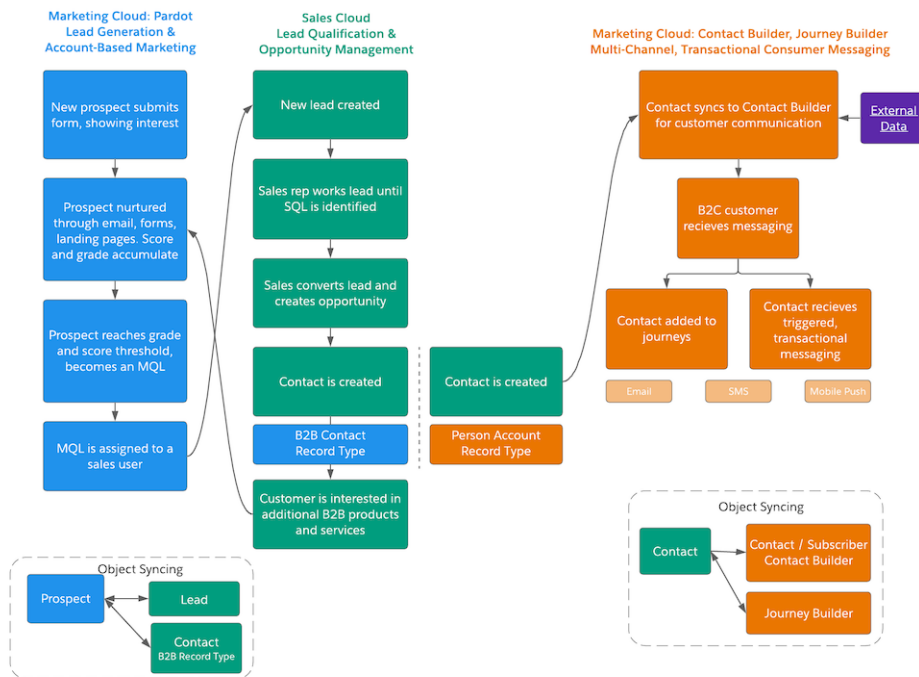 Marketing Cloud: Pardot
Lead Generation &
Account-Based Marketing
New prospect submits
form, showing interest
Prospect nurtured
through email, forms,
landing pages. Score
and grade accumulate
Prospect reaches grade
and score threshold,
becomes an MQL
MQL is assigned to a
sales user
Sales Cloud
Lead Qualification &
Opportunity Management
New lead created
Sales rep works lead until
SQL is identified
Sales converts lead and
creates opportunity
Contact is created
B2B Contact
Record Type
Customer is interested in
additional B2B products
and services
Contact is created
Person Account
Record Type
Marketing Cloud: Contact Builder, Journey Builder
Multi-Channel, Transactional Consumer Messaging
Contact syncs to Contact Builder
for customer communication
External
Data
B2C customer
recieves messaging
Contact added to
journeys
Contact recieves
triggered,
transactional
messaging
Email
SMS
Mobile Push
Object Syncing
Prospect
Lead
Contact
B2B Record Type
Object Syncing
Contact
Contact / Subscriber
Contact Builder
Journey Builder